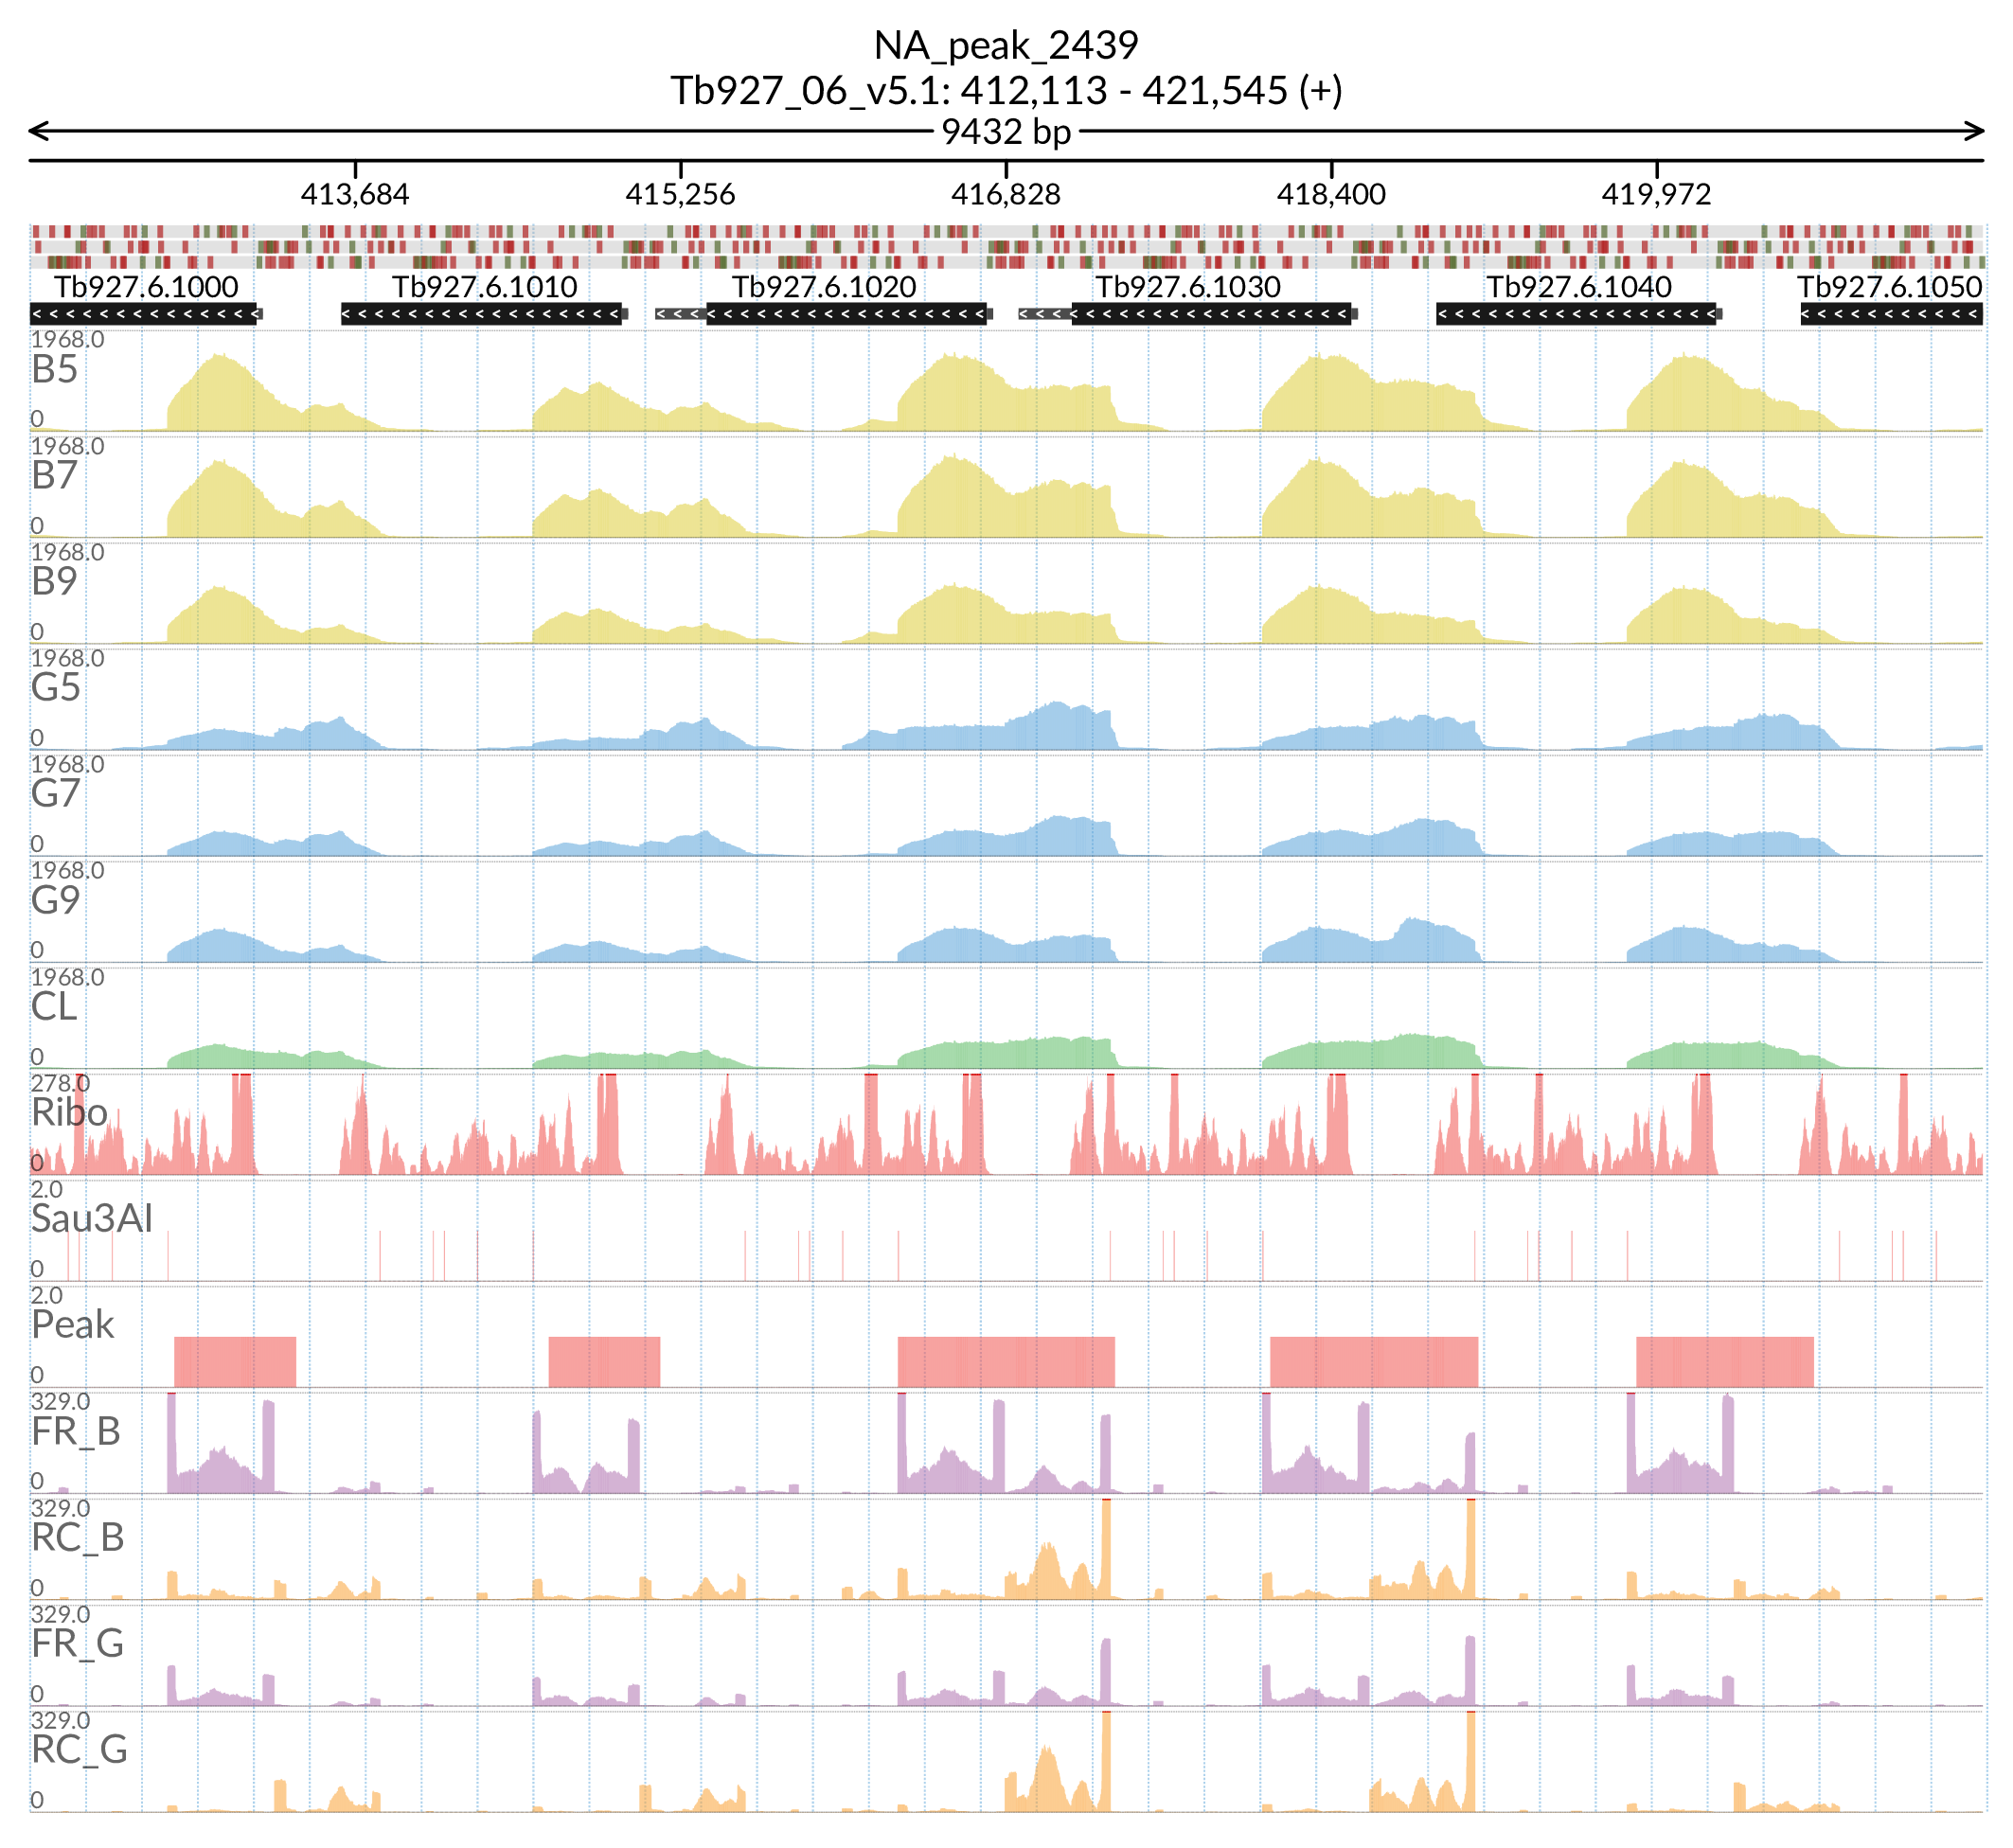 NA_peak_2439
Tb927_06_v5.1: 412,113 - 421,545 (+)
9432 bp
413,684 415,256 416,828 418,400 419,972
Tb927.6.1000 Tb927.6.1010 Tb927.6.1020 Tb927.6.1030 Tb927.6.1040 Tb927.6.1050
1968.0
B5
0
1968.0
B7
0
1968.0
B9
0
1968.0
G5
0
1968.0
G7
0
1968.0
G9
0
1968.0
CL
0
278.0
Ribo
0
2.0
Sau3AI
0
2.0
Peak
0
329.0
FR_B
0
329.0
RC_B
0
329.0
FR_G
0
329.0
RC_G
0